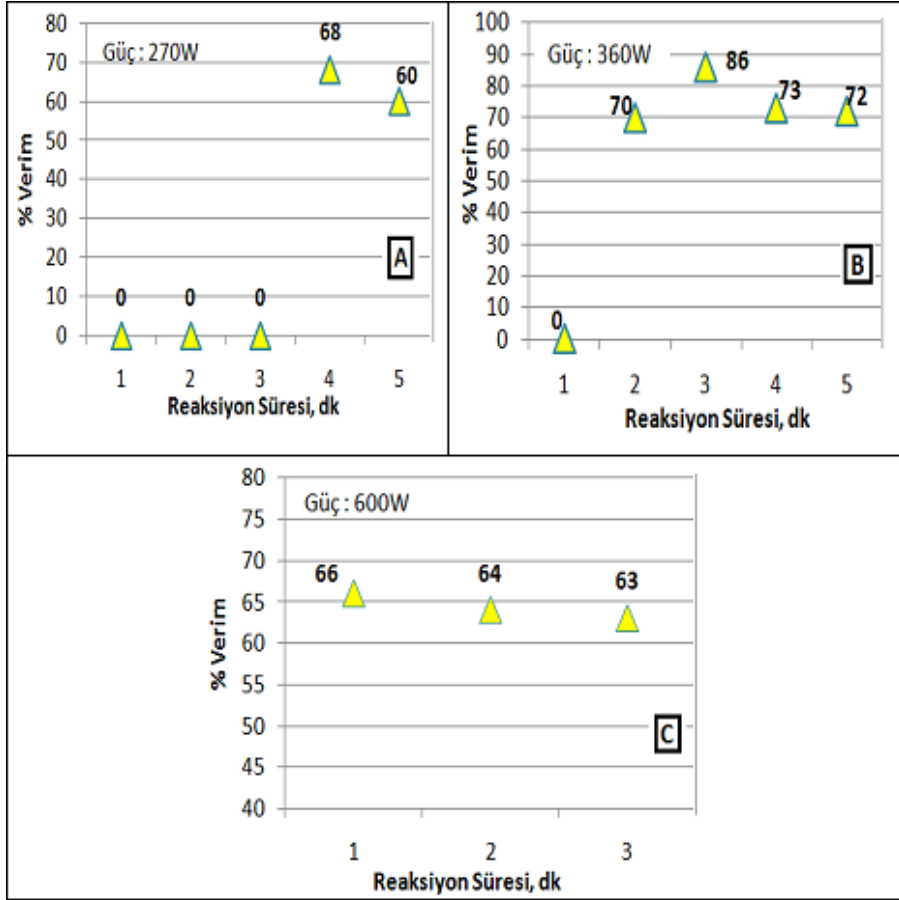 80
70
60
50
40
30
20
10
0
% Verim
Güç : 270W
68
60
0 0 0
A
1 2 3 4 5
Reaksiyon Süresi, dk
100
90
80
70
60
50
40
30
20
10
0
% Verim
Güç : 360W
86
70
73
72
0
B
1 2 3 4 5
Reaksiyon Süresi, dk
80
75
70
65
60
55
50
45
40
% Verim
Güç : 600W
66
64
63
C
1 2 3
Reaksiyon Süresi, dk